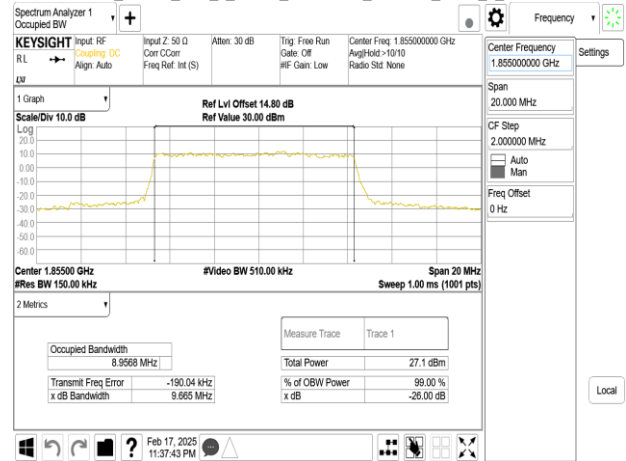 Spectrum Analyzer 1
Occupied BW
+
Frequency
KEYSIGHT
RL
LXI
Input: RF
Coupling: DC
Align: Auto
Input Z: 50 Ω
Corr CCorr
Freq Ref: Int (S)
Atten: 30 dB
Trig: Free Run
Gate: Off
#IF Gain: Low
Center Freq: 1.855000000 GHz
Avg|Hold:>10/10
Radio Std: None
Center Frequency
1.855000000 GHz
Settings
Span
20.000 MHz
CF Step
2.000000 MHz
Auto
Man
Freq Offset
0 Hz
Local
1 Graph
Scale/Div 10.0 dB
Ref Lvl Offset 14.80 dB
Ref Value 30.00 dBm
Log
20.0
10.0
0.00
-10.0
-20.0
-30.0
-40.0
-50.0
-60.0
Center 1.85500 GHz
#Res BW 150.00 kHz
#Video BW 510.00 kHz
Span 20 MHz
Sweep 1.00 ms (1001 pts)
2 Metrics
Measure Trace Trace 1
Occupied Bandwidth
8.9568 MHz
Total Power 27.1 dBm
Transmit Freq Error -190.04 kHz
% of OBW Power 99.00 %
x dB Bandwidth 9.665 MHz
x dB -26.00 dB
?
Feb 17, 2025
11:37:43 PM